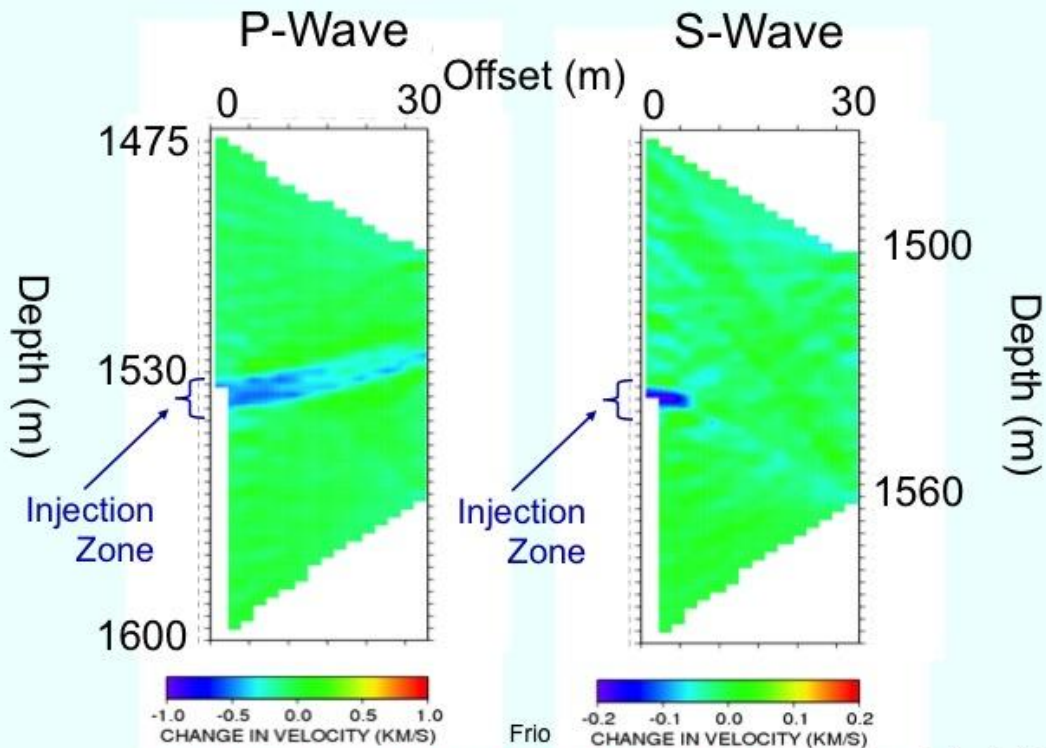 P-Wave
S-Wave
Offset (m)
0
30
0
30
1475
1530
1600
Depth (m)
Injection
Zone
1500
1560
Depth (m)
Injection
Zone
-1.0 -0.5 0.0 0.5 1.0
CHANGE IN VELOCITY (KM/S)
Frio
-0.2 -0.1 0.0 0.1 0.2
CHANGE IN VELOCITY (KM/S)